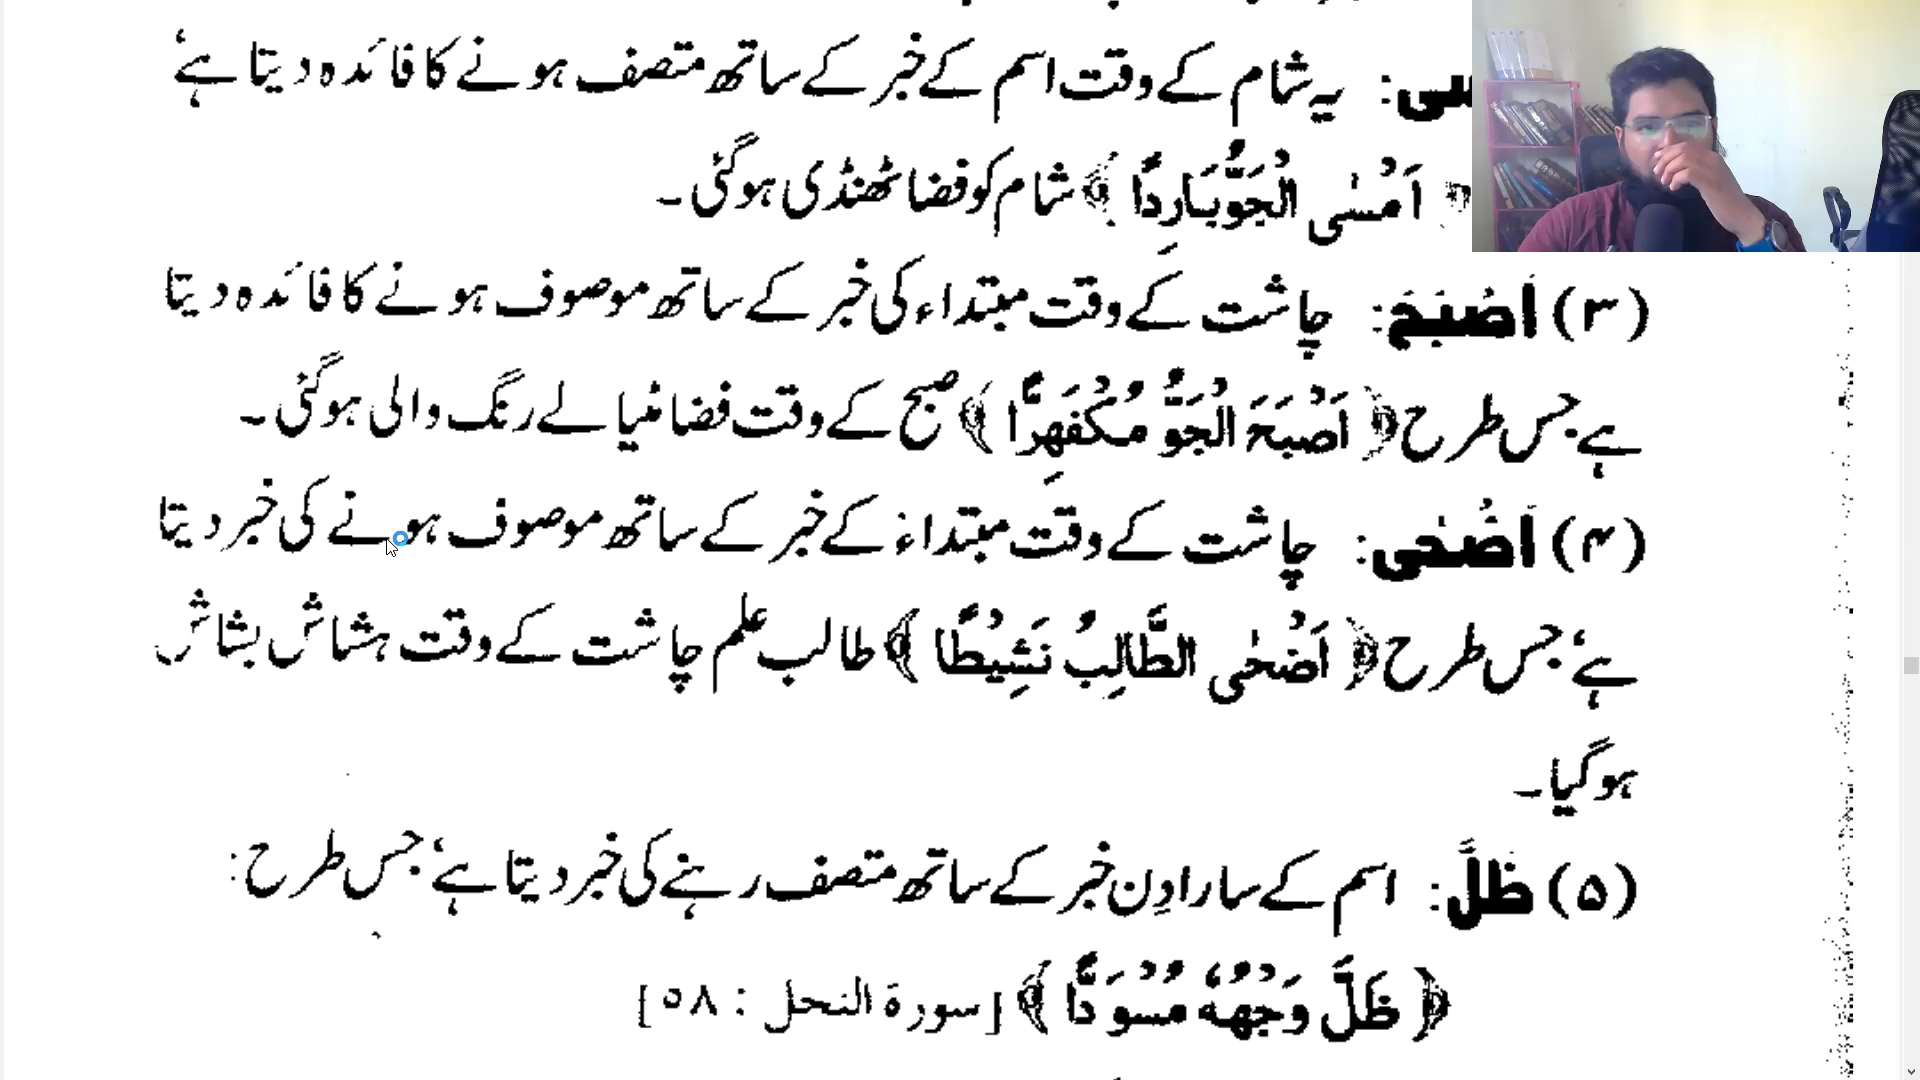 سی: یہ شام کے وقت اسم کے خبر کے ساتھ متصف ہونے کا فائدہ دیتا ہے،
﴿اَمْسٰی الْجَوُّ بَارِدًا﴾ شام کو فضا ٹھنڈی ہوگئی۔
(۳) اَصْبَحَ: چاشت کے وقت مبتداء کی خبر کے ساتھ موصوف ہونے کا فائدہ دیتا
ہے جس طرح ﴿اَصْبَحَ الْجَوُّ مُكْفَهِرًّا﴾ صبح کے وقت فضا مٹیالے رنگ والی ہوگئی۔
(۴) اَضْحٰی: چاشت کے وقت مبتداء کے خبر کے ساتھ موصوف ہونے کی خبر دیتا
ہے، جس طرح ﴿اَضْحٰی الطَّالِبُ نَشِيْطًا﴾ طالب علم چاشت کے وقت ہشاش بشاش
ہوگیا۔
(۵) ظَلَّ: اسم کے سارا دِن خبر کے ساتھ متصف رہنے کی خبر دیتا ہے، جس طرح:
﴿ظَلَّ وَجْهُهٗ مُسْوَدًّا﴾ [سورة النحل : ٥٨]